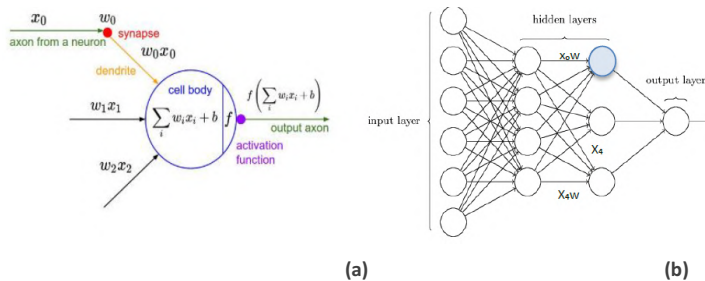 x₀ w₀
axon from a neuron synapse
w₀x₀
dendrite
cell body
w₁x₁
∑ᵢ wᵢxᵢ + b
f
f(∑ᵢ wᵢxᵢ + b)
output axon
activation
function
w₂x₂
(a)
hidden layers
X₀W
output layer
input layer
X₄
X₄W
(b)